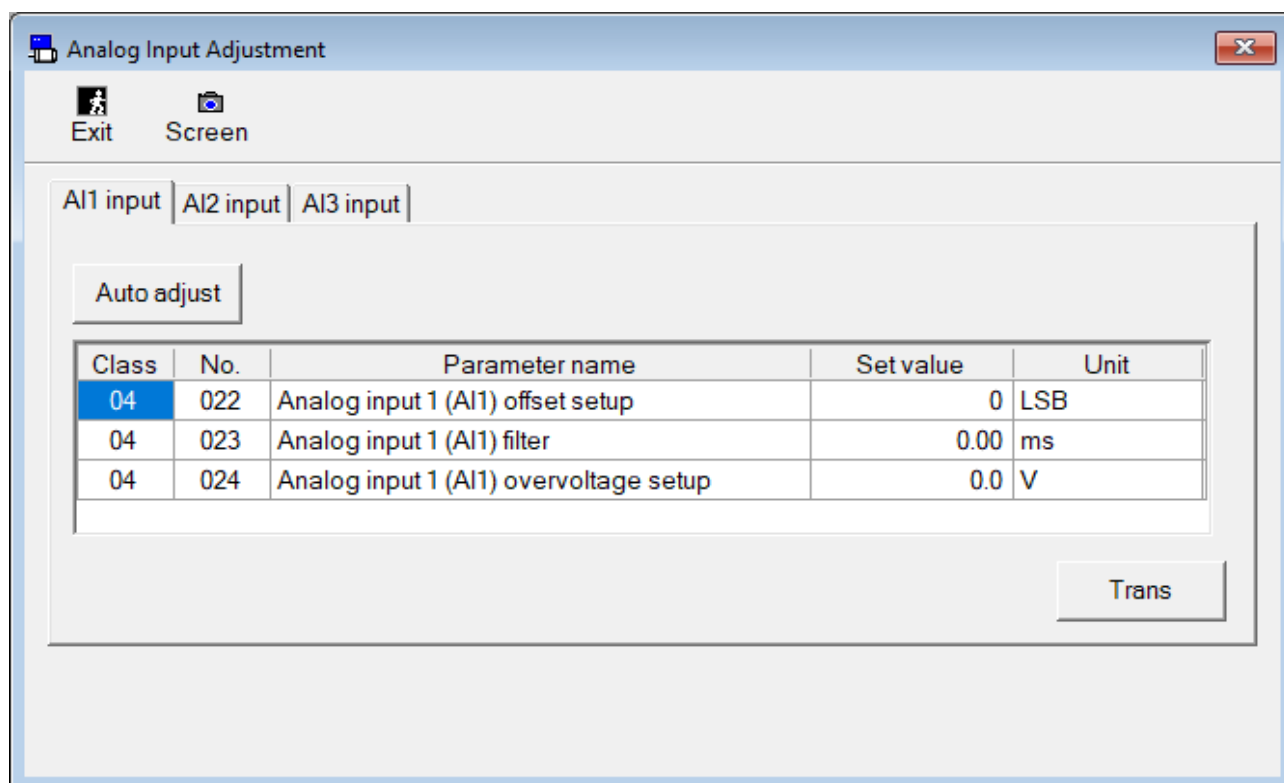 Analog Input Adjustment
Exit Screen
AI1 input AI2 input AI3 input
Auto adjust
Class No. Parameter name Set value Unit
04 022 Analog input 1 (AI1) offset setup 0 LSB
04 023 Analog input 1 (AI1) filter 0.00 ms
04 024 Analog input 1 (AI1) overvoltage setup 0.0 V
Trans